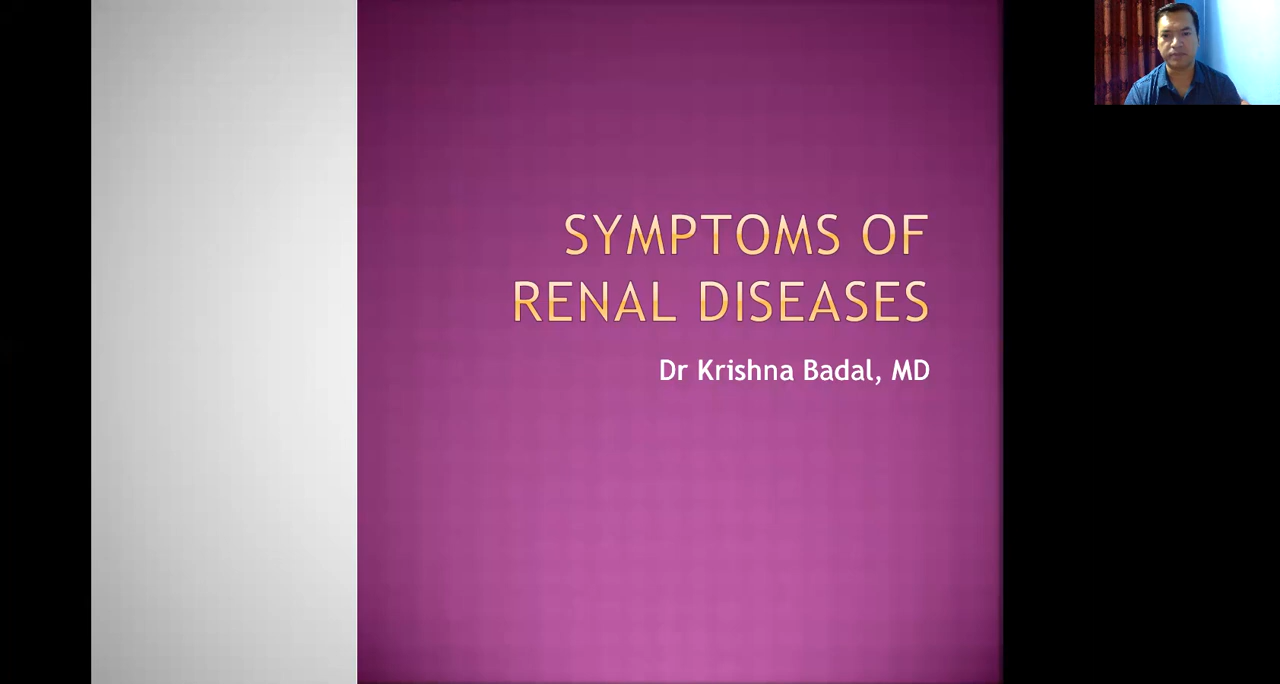 SYMPTOMS OF
RENAL DISEASES
Dr Krishna Badal, MD